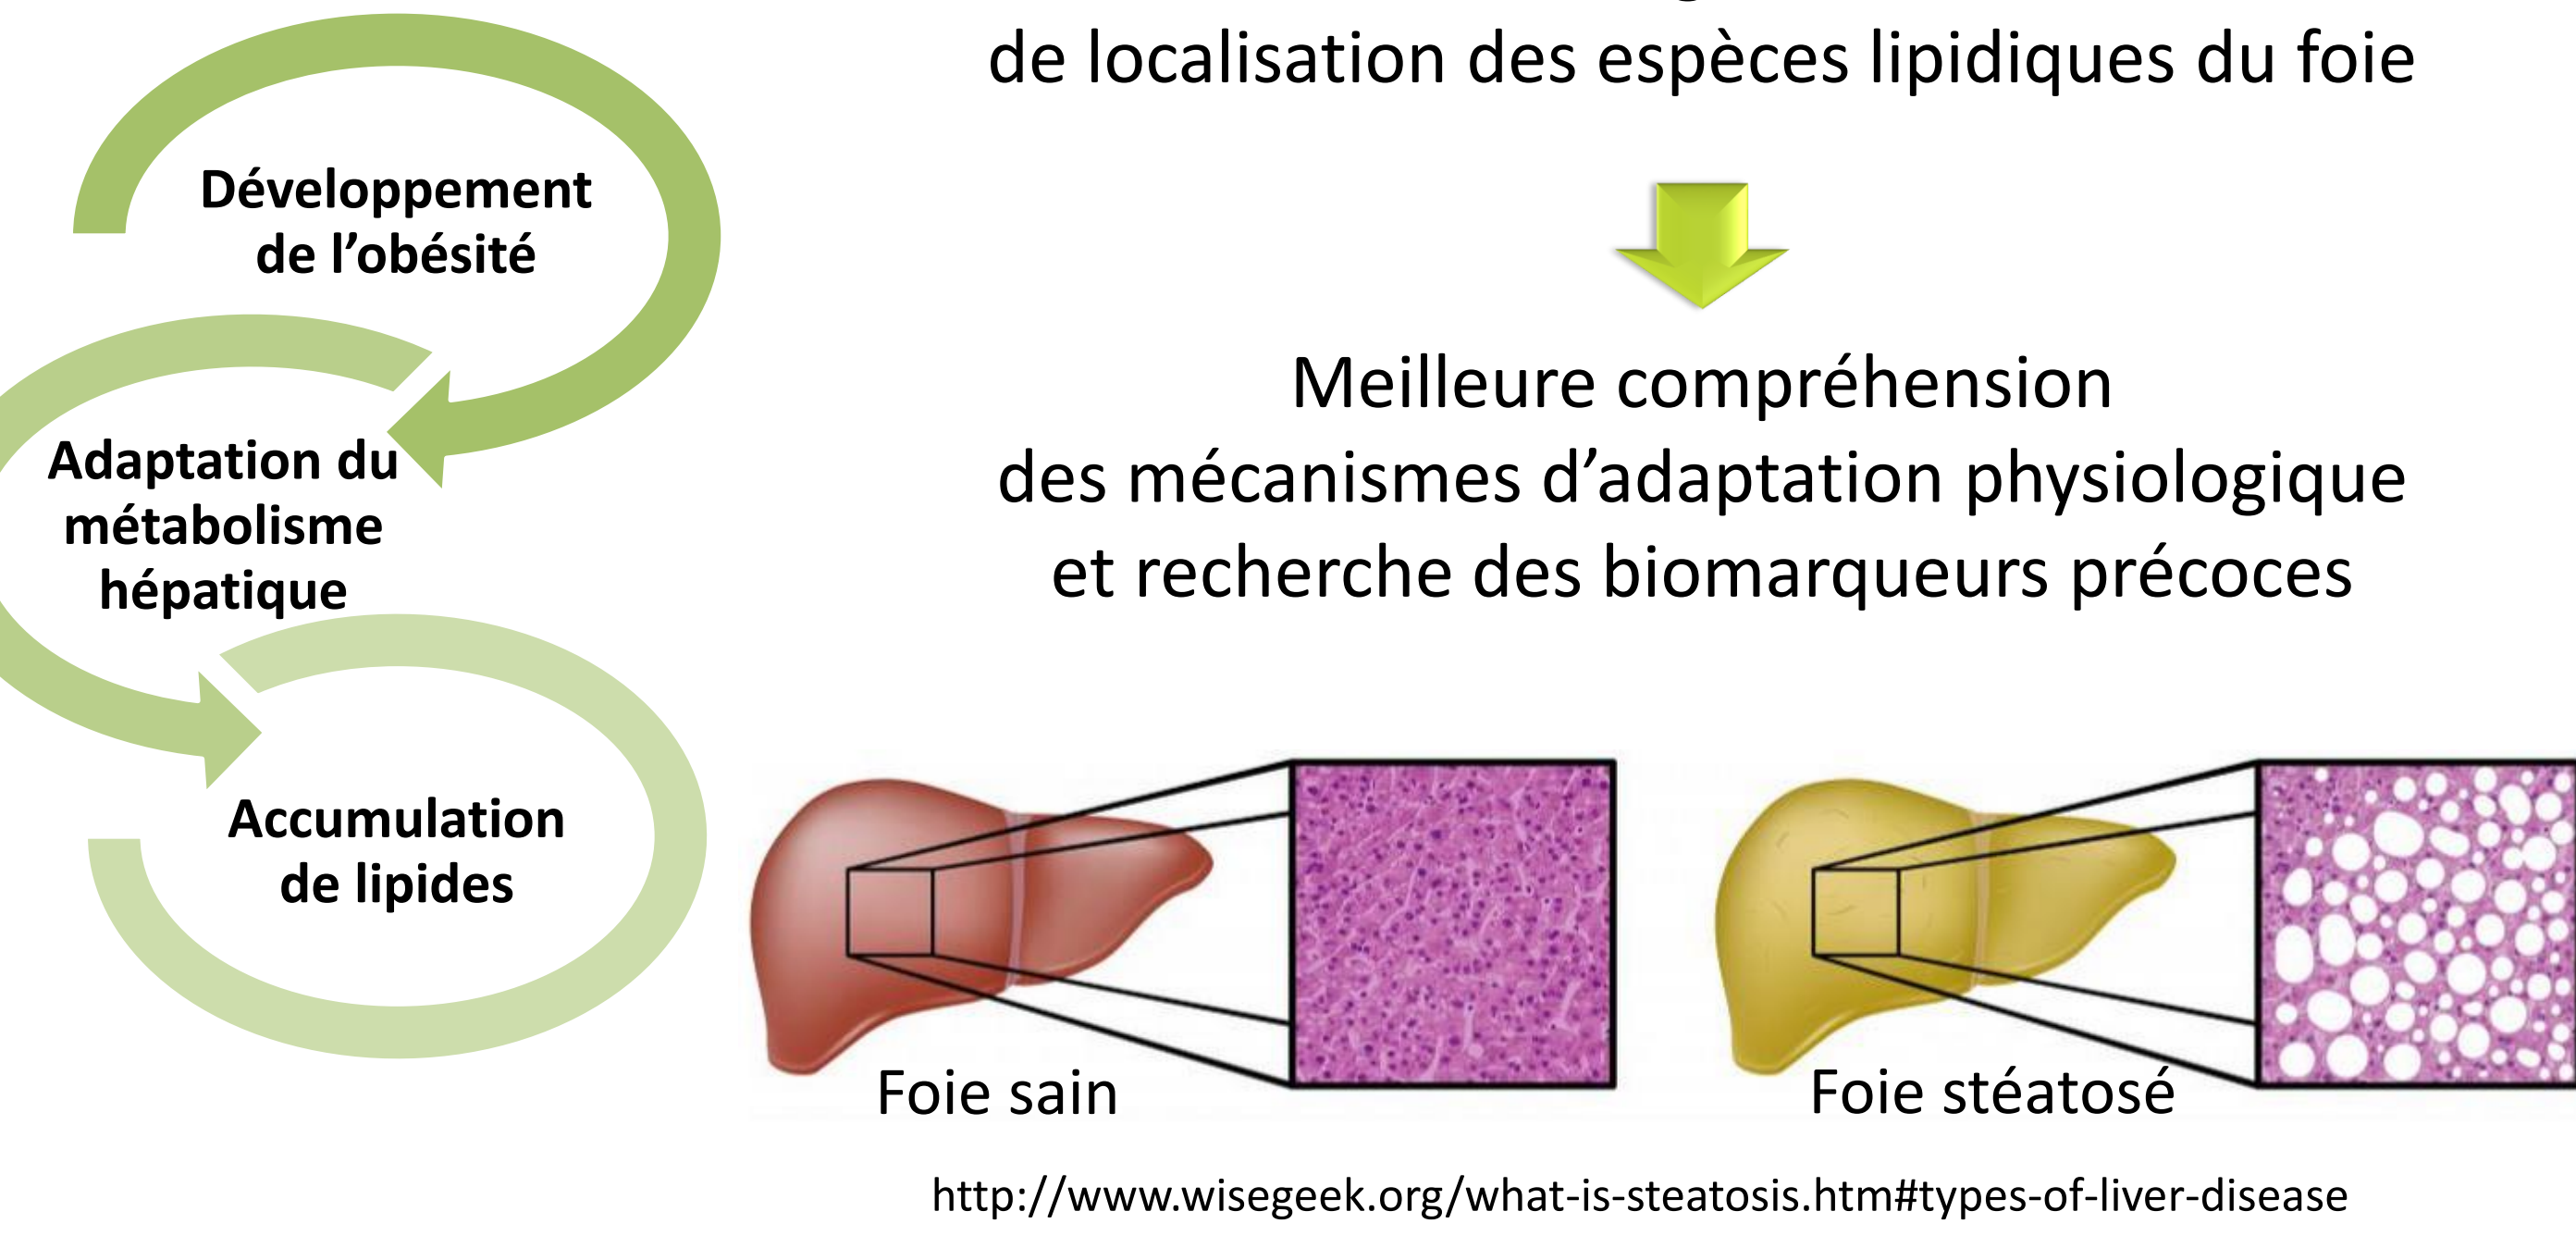 de localisation des espèces lipidiques du foie
Développement
de l’obésité
Meilleure compréhension
des mécanismes d’adaptation physiologique
et recherche des biomarqueurs précoces
Adaptation du
métabolisme
hépatique
Accumulation
de lipides
Foie sain
Foie stéatosé
http://www.wisegeek.org/what-is-steatosis.htm#types-of-liver-disease